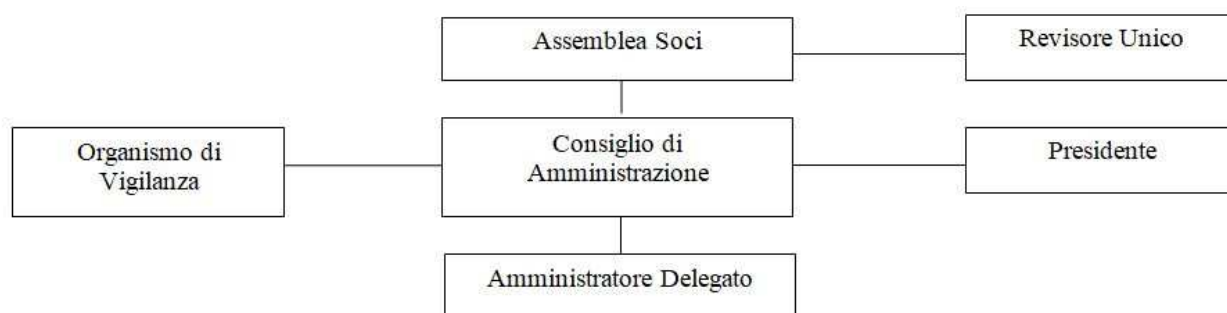 Assemblea Soci
Revisore Unico
Organismo di
Vigilanza
Consiglio di
Amministrazione
Presidente
Amministratore Delegato